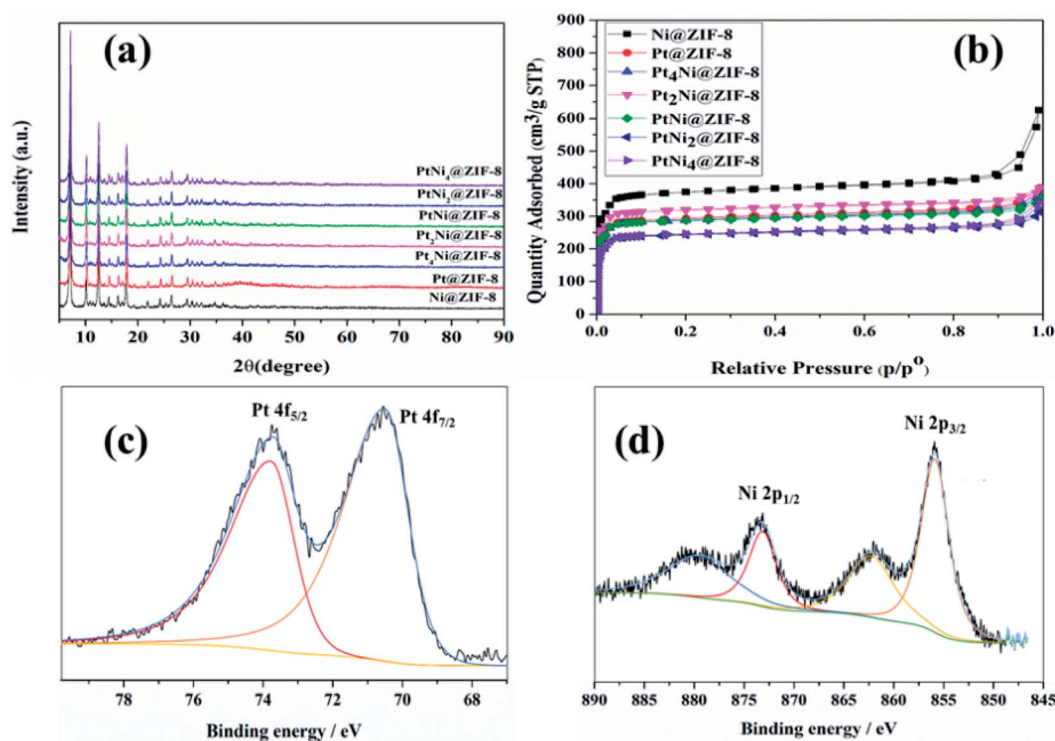 (a)
Intensity (a.u.)
PtNi₄@ZIF-8
PtNi₂@ZIF-8
PtNi@ZIF-8
Pt₂Ni@ZIF-8
Pt₄Ni@ZIF-8
Pt@ZIF-8
Ni@ZIF-8
10 20 30 40 50 60 70 80 90
2θ(degree)
(b)
Quantity Adsorbed (cm3/g STP)
900
800
700
600
500
400
300
200
100
0
Ni@ZIF-8
Pt@ZIF-8
Pt₄Ni@ZIF-8
Pt₂Ni@ZIF-8
PtNi@ZIF-8
PtNi₂@ZIF-8
PtNi₄@ZIF-8
0.0 0.2 0.4 0.6 0.8 1.0
Relative Pressure (p/pᵒ)
(c)
Pt 4f₅/₂
Pt 4f₇/₂
78 76 74 72 70 68
Binding energy / eV
(d)
Ni 2p₁/₂
Ni 2p₃/₂
890 885 880 875 870 865 860 855 850 845
Binding energy / eV